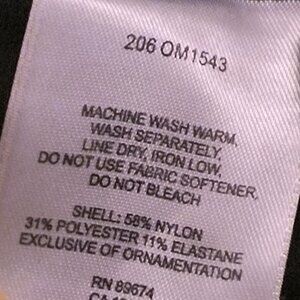 206 OM1543
MACHINE WASH WARM,
WASH SEPARATELY,
LINE DRY, IRON LOW,
DO NOT USE FABRIC SOFTENER,
DO NOT BLEACH
SHELL: 58% NYLON
31% POLYESTER 11% ELASTANE
EXCLUSIVE OF ORNAMENTATION
RN 89674